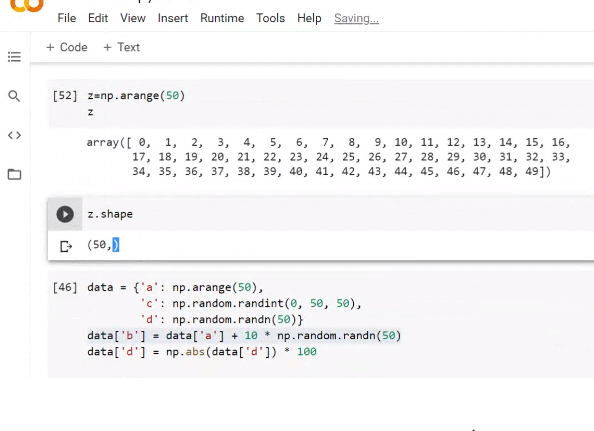 File Edit View Insert Runtime Tools Help Saving...
+ Code + Text
[52] z=np.arange(50)
z
array([ 0, 1, 2, 3, 4, 5, 6, 7, 8, 9, 10, 11, 12, 13, 14, 15, 16,
17, 18, 19, 20, 21, 22, 23, 24, 25, 26, 27, 28, 29, 30, 31, 32, 33,
34, 35, 36, 37, 38, 39, 40, 41, 42, 43, 44, 45, 46, 47, 48, 49])
z.shape
(50,)
[46] data = {'a': np.arange(50),
'c': np.random.randint(0, 50, 50),
'd': np.random.randn(50)}
data['b'] = data['a'] + 10 * np.random.randn(50)
data['d'] = np.abs(data['d']) * 100